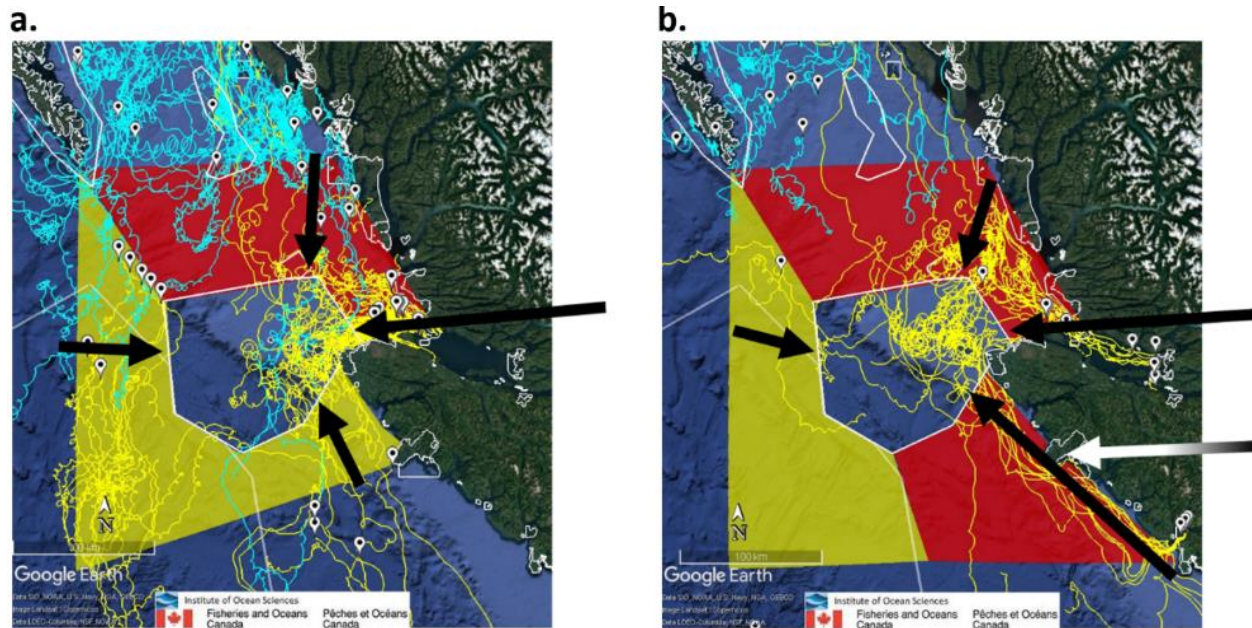 a.
b.
N
N
100 km
Google Earth
Google Earth
Institute of Ocean Sciences
Fisheries and Oceans Canada
Pêches et Océans Canada
Institute of Ocean Sciences
Fisheries and Oceans Canada
Pêches et Océans Canada